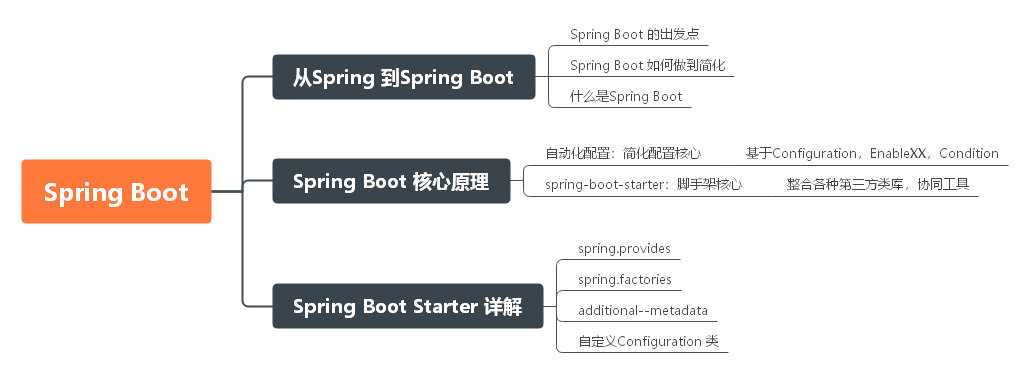 Spring Boot
从Spring 到Spring Boot
Spring Boot 的出发点
Spring Boot 如何做到简化
什么是Spring Boot
Spring Boot 核心原理
自动化配置：简化配置核心
基于Configuration，EnableXX，Condition
spring-boot-starter：脚手架核心
整合各种第三方类库，协同工具
Spring Boot Starter 详解
spring.provides
spring.factories
additional--metadata
自定义Configuration 类